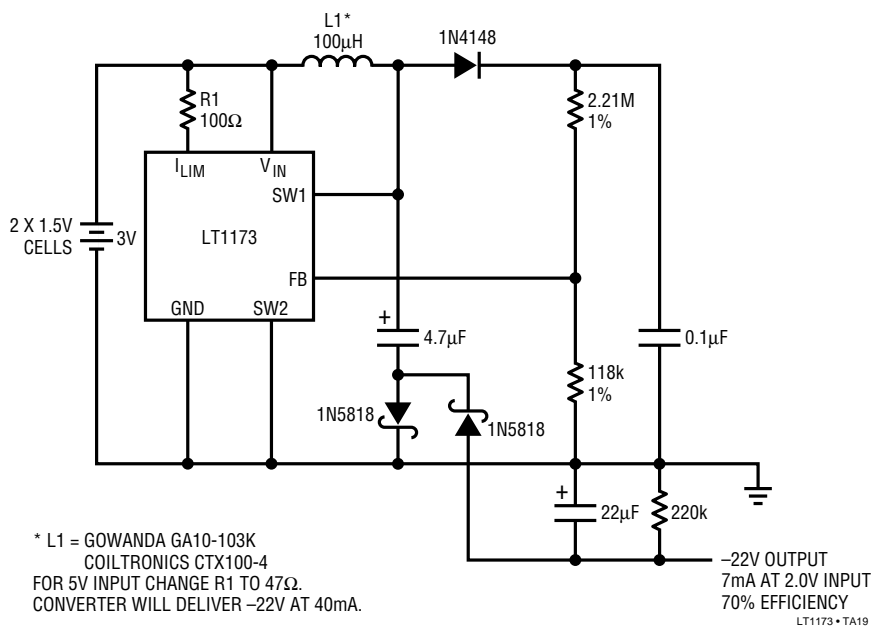 L1*
100µH
1N4148
R1
100Ω
2.21M
1%
ILIM
VIN
SW1
2 X 1.5V
CELLS
3V
LT1173
FB
GND
SW2
+
4.7µF
0.1µF
118k
1%
1N5818
1N5818
+
22µF
220k
* L1 = GOWANDA GA10-103K
COILTRONICS CTX100-4
FOR 5V INPUT CHANGE R1 TO 47Ω.
CONVERTER WILL DELIVER –22V AT 40mA.
–22V OUTPUT
7mA AT 2.0V INPUT
70% EFFICIENCY
LT1173 • TA19